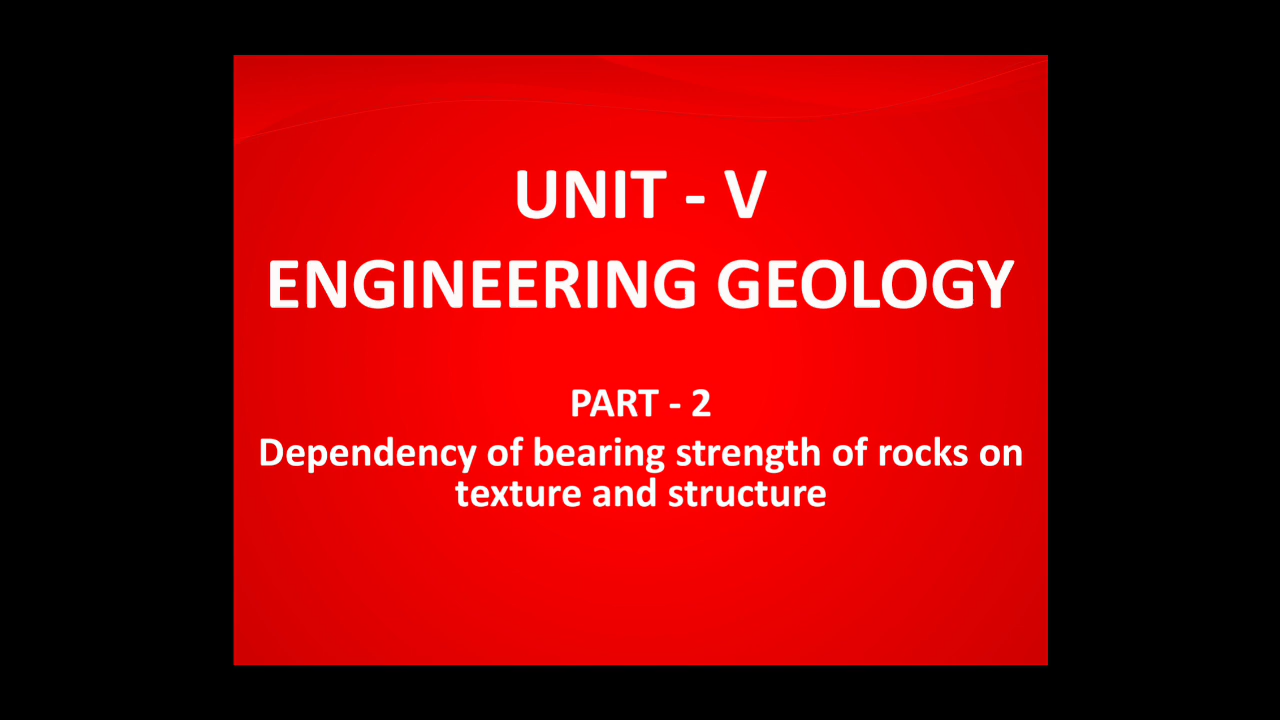 UNIT - V
ENGINEERING GEOLOGY
PART - 2
Dependency of bearing strength of rocks on
texture and structure